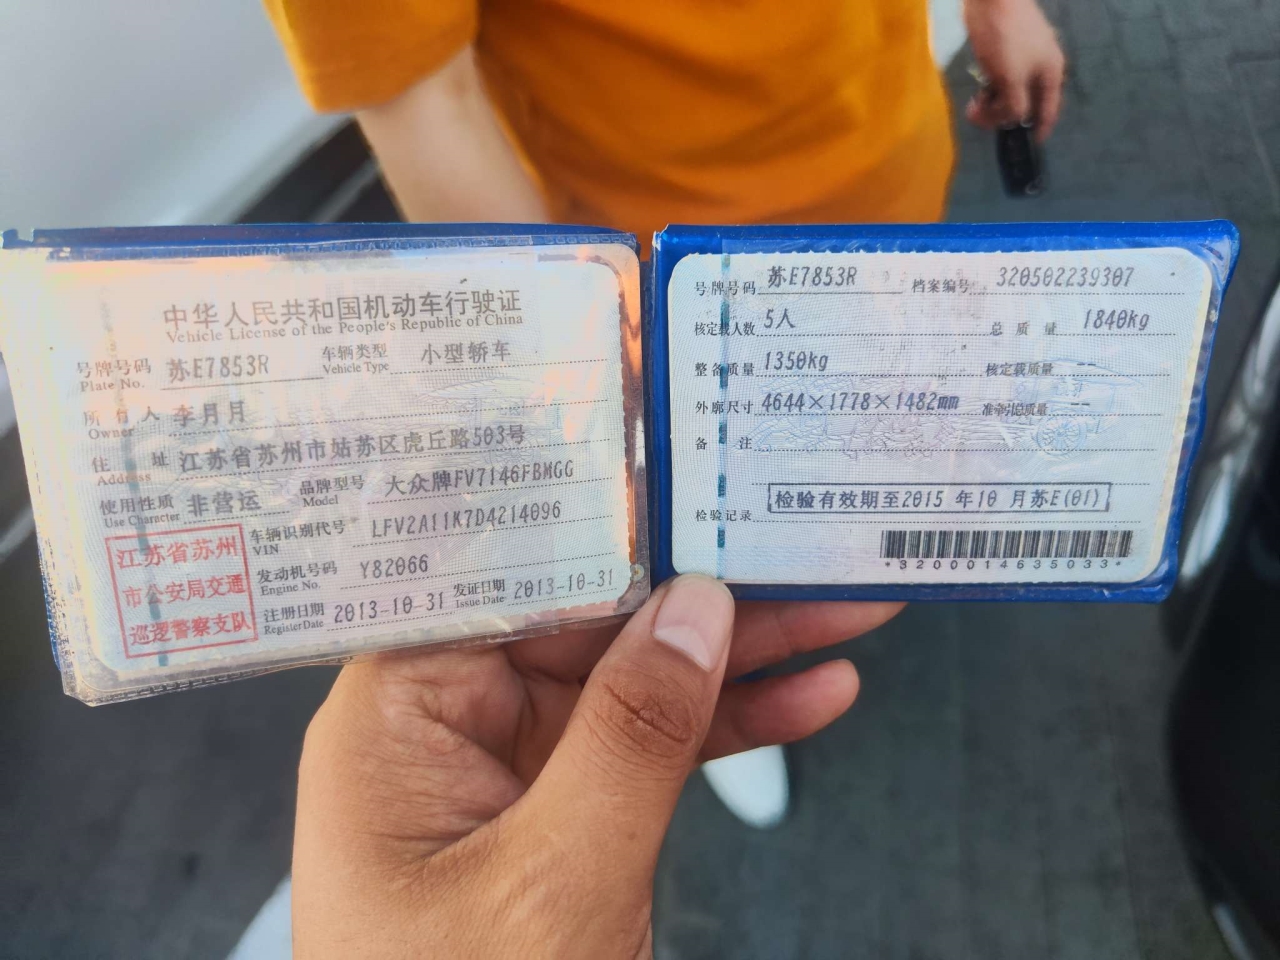 中华人民共和国机动车行驶证
Vehicle License of the People's Republic of China
号牌号码 苏E7853R 车辆类型 小型轿车
Plate No. Vehicle Type
所有人 李月月
Owner
住址 江苏省苏州市姑苏区虎丘路503号
Address
使用性质 非营运 品牌型号 大众牌FV7146FBMGG
Use Character Model
江苏省苏州
市公安局交通
巡逻警察支队
车辆识别代号 LFV2A11K7D4214096
VIN
发动机号码 Y82066
Engine No.
注册日期 2013-10-31 发证日期 2013-10-31
Register Date Issue Date
号牌号码 苏E7853R 档案编号 320502239307
核定载人数 5人 总质量 1840kg
整备质量 1350kg 核定载质量 --
外廓尺寸 4644×1778×1482mm 准牵引总质量 --
备注
检验有效期至2015年10月苏E(01)
检验记录
*3200014635033*